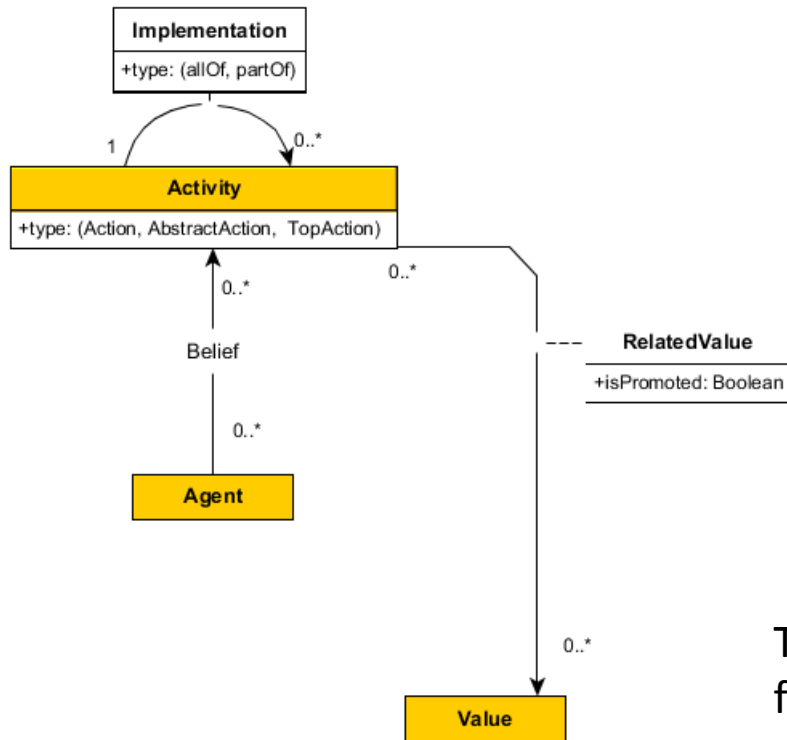 Implementation
+type: (allOf, partOf)
1
0..*
Activity
+type: (Action, AbstractAction, TopAction)
0..*
0..*
Belief
RelatedValue
+isPromoted: Boolean
0..*
Agent
0..*
T
f
Value